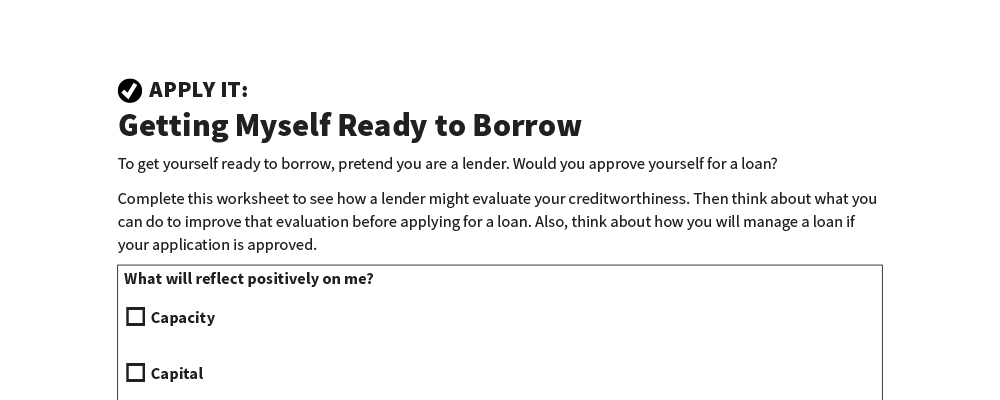 APPLY IT:
Getting Myself Ready to Borrow
To get yourself ready to borrow, pretend you are a lender. Would you approve yourself for a loan?
Complete this worksheet to see how a lender might evaluate your creditworthiness. Then think about what you
can do to improve that evaluation before applying for a loan. Also, think about how you will manage a loan if
your application is approved.
What will reflect positively on me?
Capacity
Capital